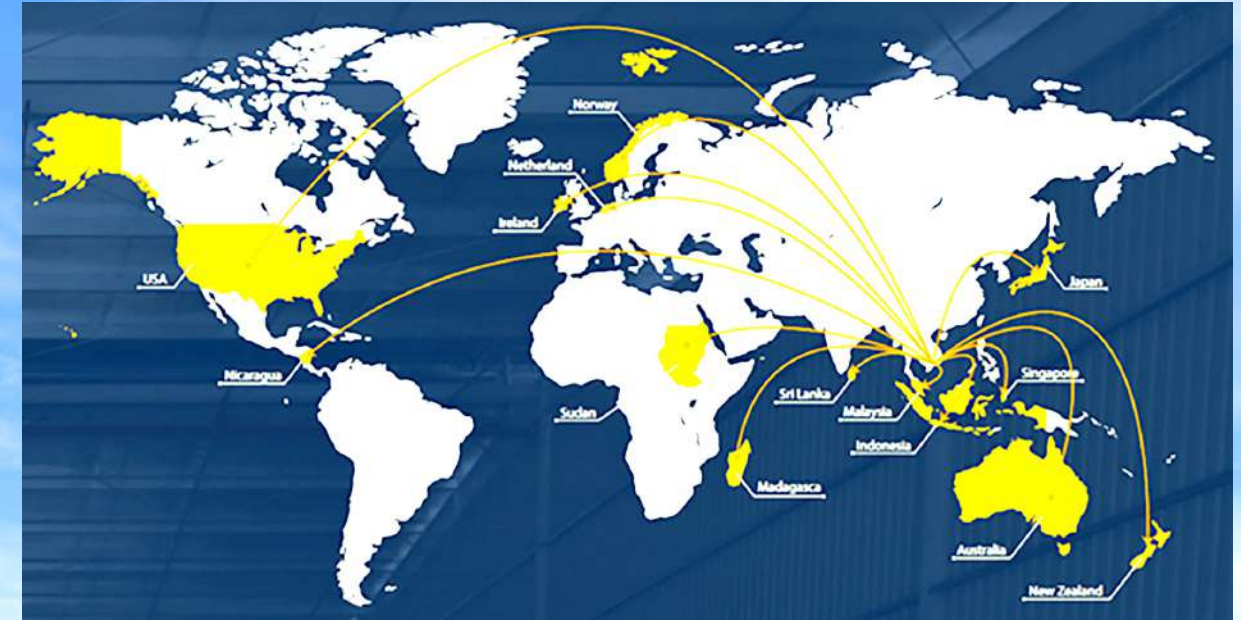 Norway
Netherland
Ireland
USA
Nicaragua
Sudan
Sri Lanka
Malaysia
Indonesia
Singapore
Japan
Madagasca
Australia
New Zealand